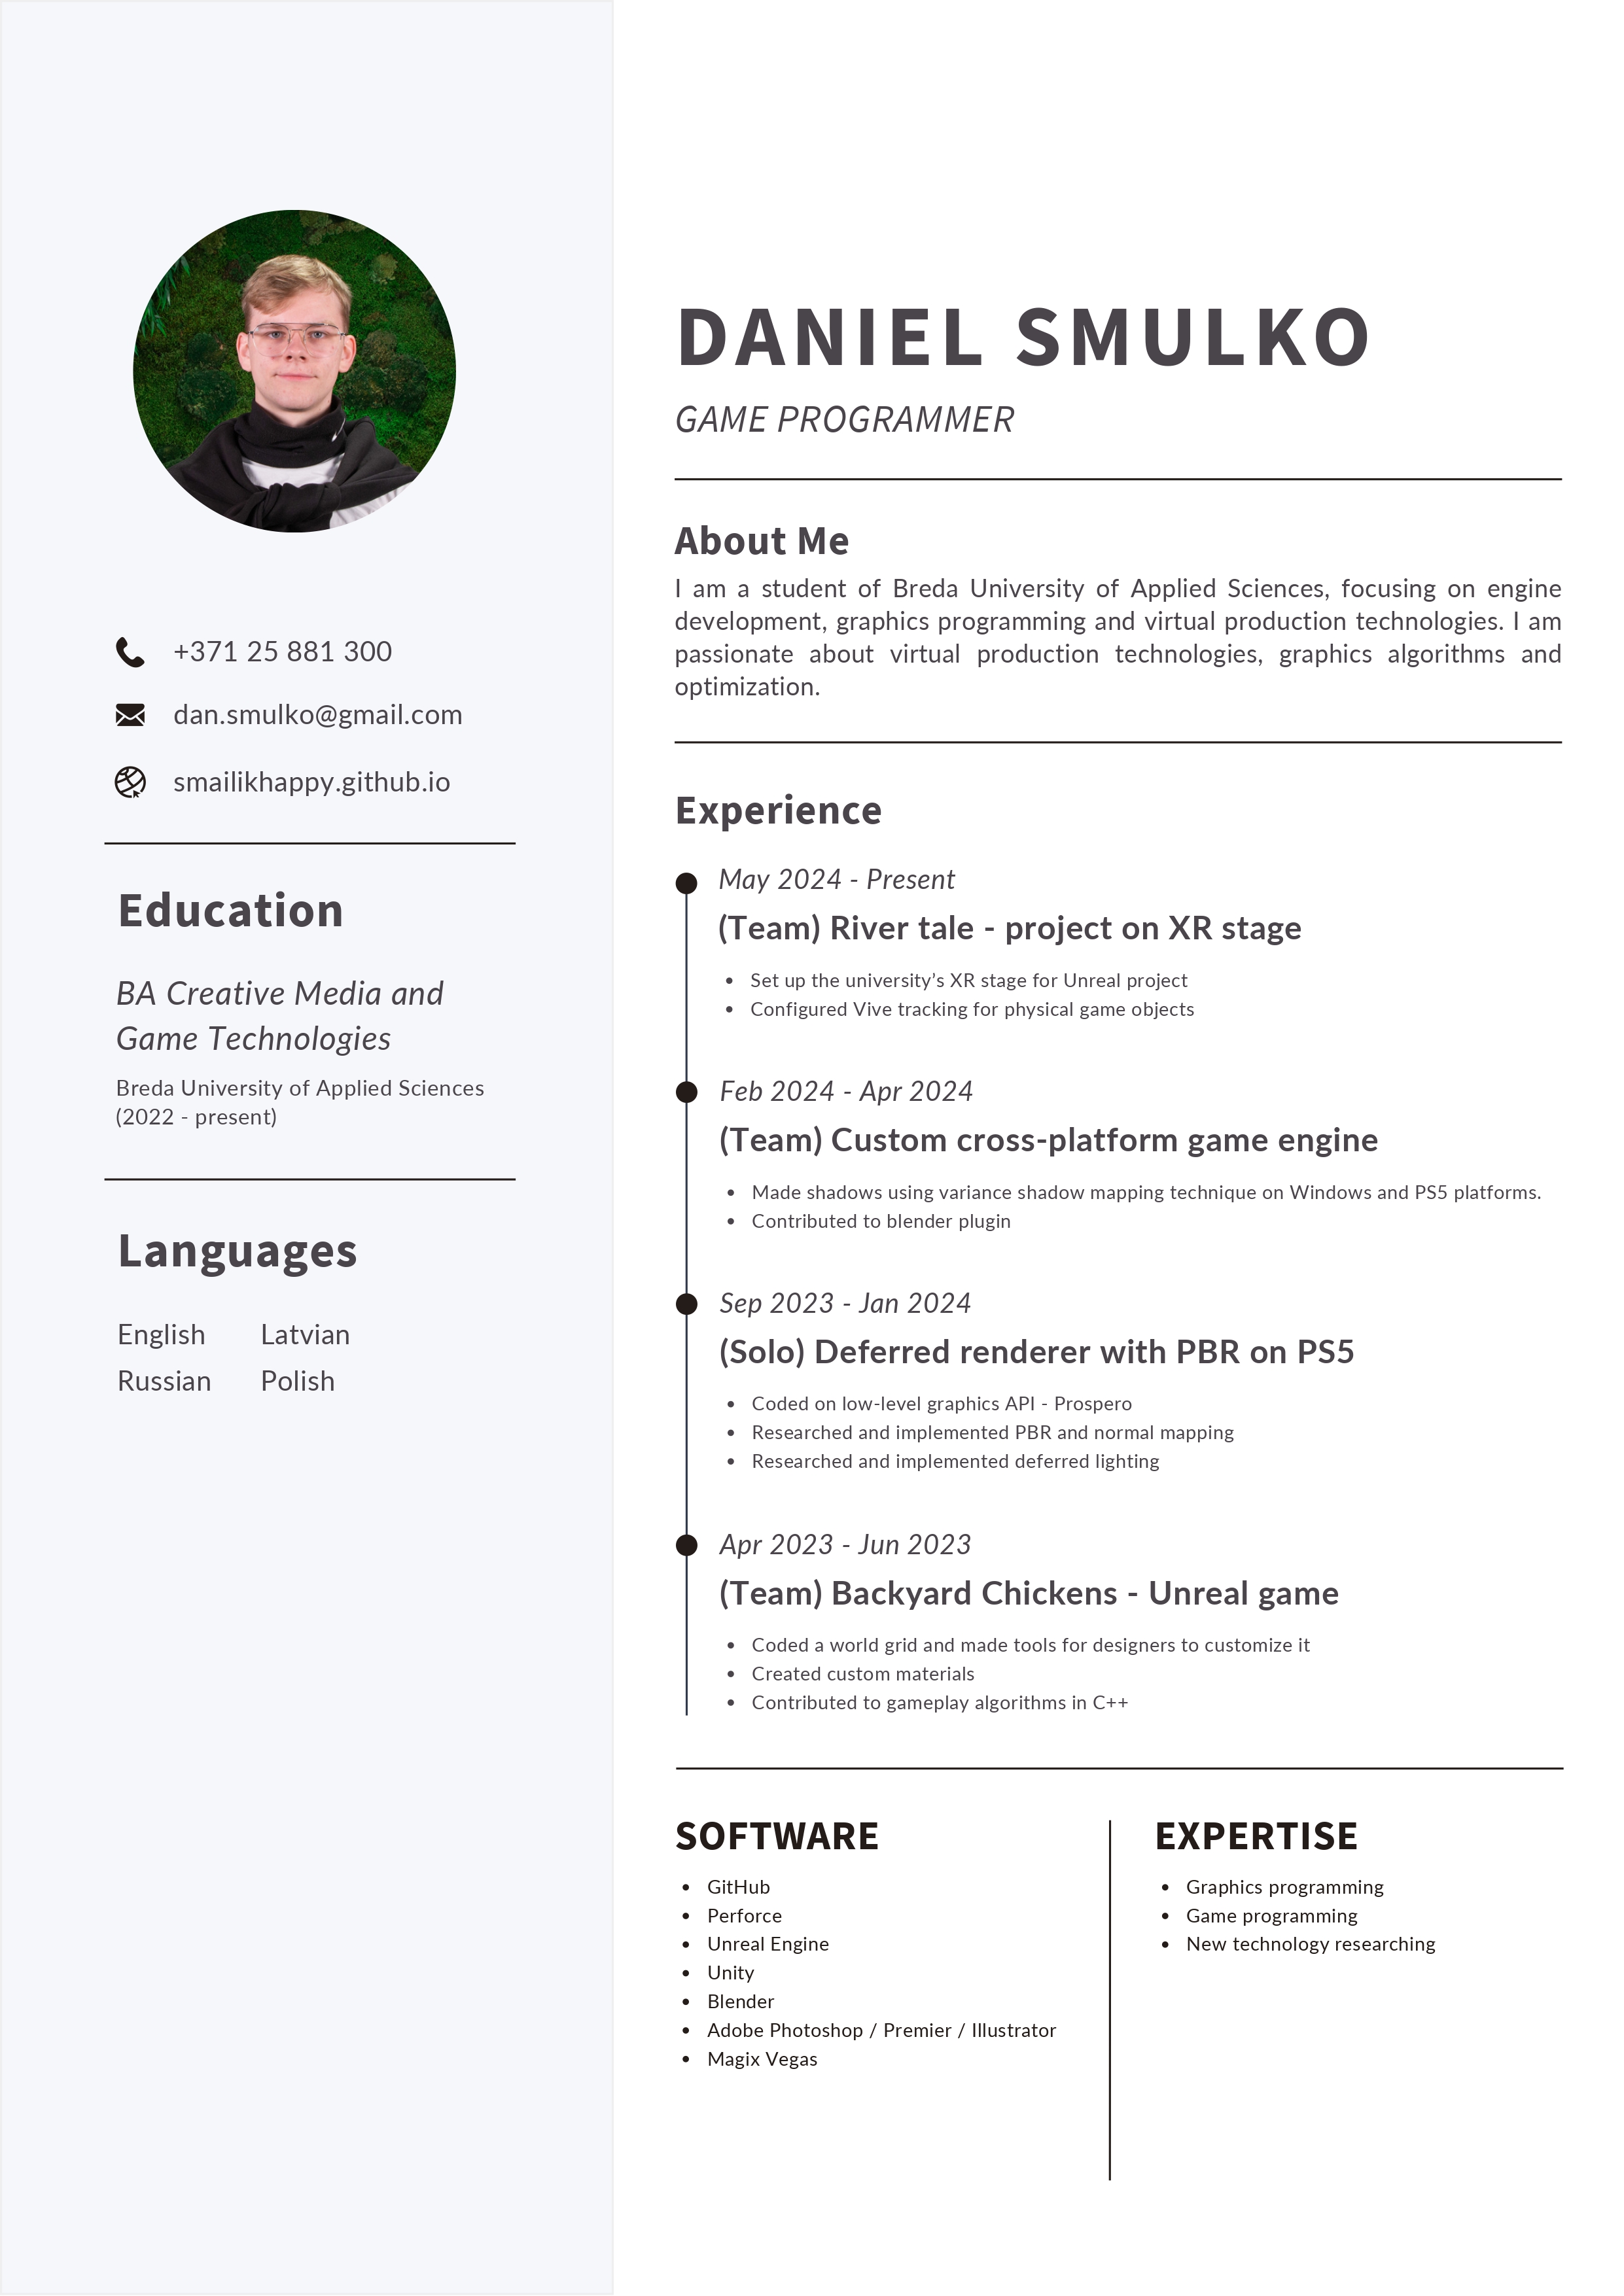 +371 25 881 300
dan.smulko@gmail.com
smailikhappy.github.io
Education
BA Creative Media and
Game Technologies
Breda University of Applied Sciences
(2022 - present)
Languages
English Latvian
Russian Polish
DANIEL SMULKO
GAME PROGRAMMER
About Me
I am a student of Breda University of Applied Sciences, focusing on engine
development, graphics programming and virtual production technologies. I am
passionate about virtual production technologies, graphics algorithms and
optimization.
Experience
May 2024 - Present
(Team) River tale - project on XR stage
• Set up the university’s XR stage for Unreal project
• Configured Vive tracking for physical game objects
Feb 2024 - Apr 2024
(Team) Custom cross-platform game engine
• Made shadows using variance shadow mapping technique on Windows and PS5 platforms.
• Contributed to blender plugin
Sep 2023 - Jan 2024
(Solo) Deferred renderer with PBR on PS5
• Coded on low-level graphics API - Prospero
• Researched and implemented PBR and normal mapping
• Researched and implemented deferred lighting
Apr 2023 - Jun 2023
(Team) Backyard Chickens - Unreal game
• Coded a world grid and made tools for designers to customize it
• Created custom materials
• Contributed to gameplay algorithms in C++
SOFTWARE
• GitHub
• Perforce
• Unreal Engine
• Unity
• Blender
• Adobe Photoshop / Premier / Illustrator
• Magix Vegas
EXPERTISE
• Graphics programming
• Game programming
• New technology researching